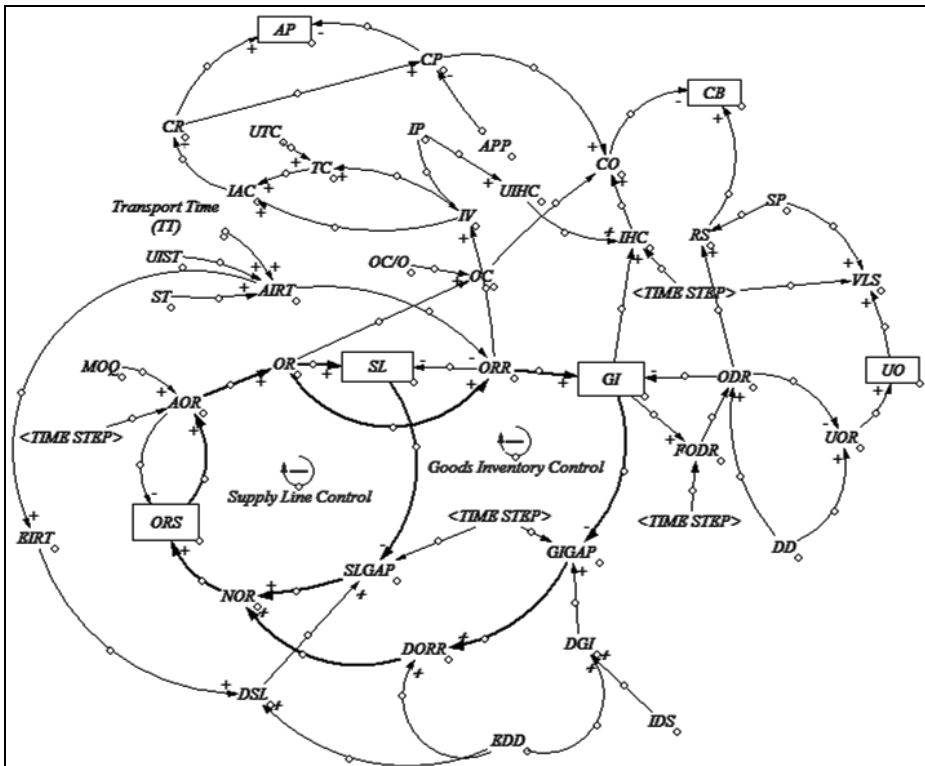 AP
CP
CB
CR
UTC
IP
APP
TC
CO
IAC
UIHC
SP
Transport Time
(TT)
IV
IHC
RS
UIST
OC/O
OC
VLS
ST
AIRT
<TIME STEP>
MOQ
OR
SL
ORR
GI
ODR
UO
AOR
<TIME STEP>
Goods Inventory Control
FODR
UOR
Supply Line Control
ORS
<TIME STEP>
<TIME STEP>
EIRT
SLGAP
GIGAP
DD
NOR
DORR
DGI
DSL
IDS
EDD